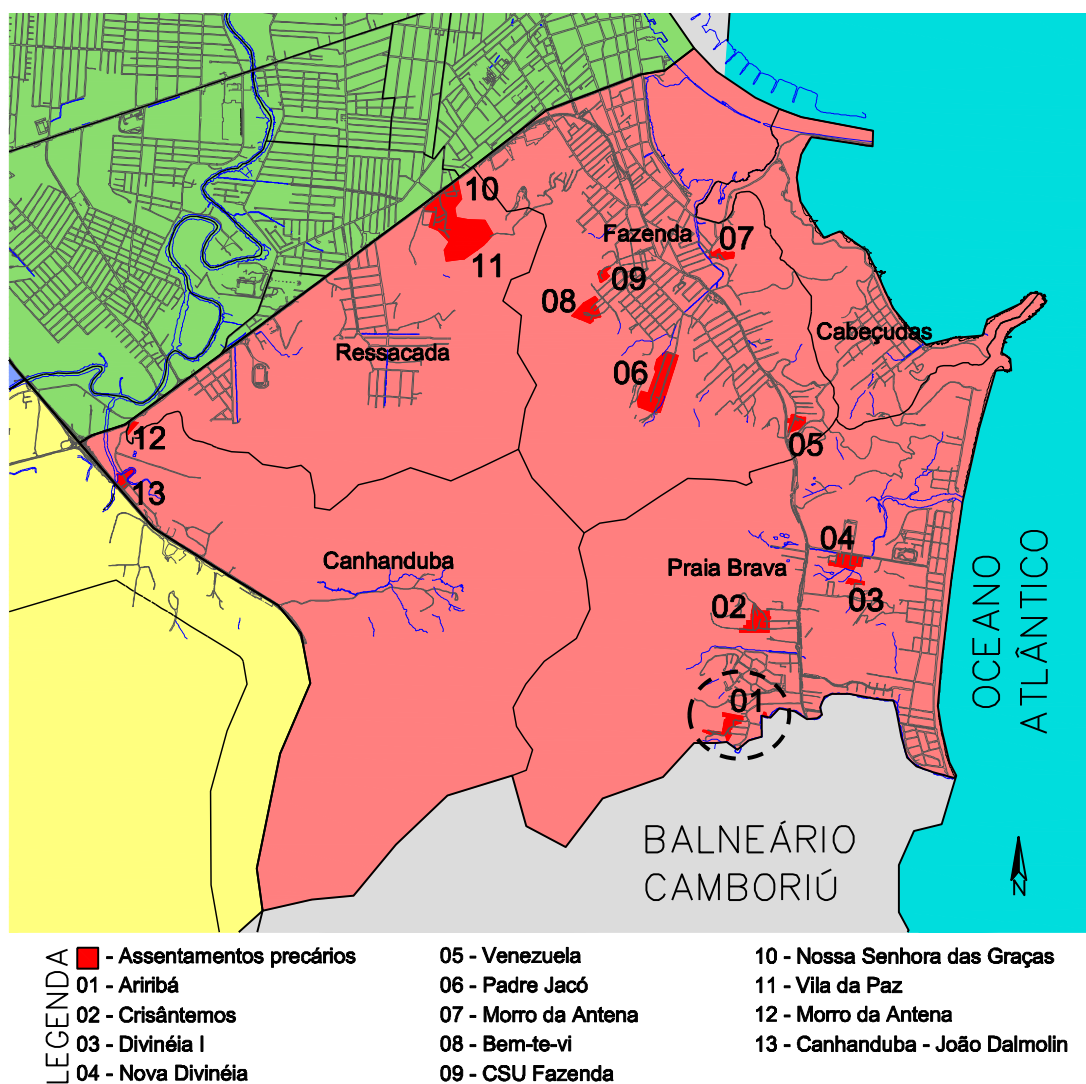 10
11
Fazenda
07
09
08
Cabeçudas
Ressacada
06
05
12
13
04
Canhanduba
Praia Brava
03
02
OCEANO
ATLÂNTICO
01
BALNEÁRIO
CAMBORIÚ
N
LEGENDA
- Assentamentos precários
01 - Ariribá
02 - Crisântemos
03 - Divinéia I
04 - Nova Divinéia
05 - Venezuela
06 - Padre Jacó
07 - Morro da Antena
08 - Bem-te-vi
09 - CSU Fazenda
10 - Nossa Senhora das Graças
11 - Vila da Paz
12 - Morro da Antena
13 - Canhanduba - João Dalmolin